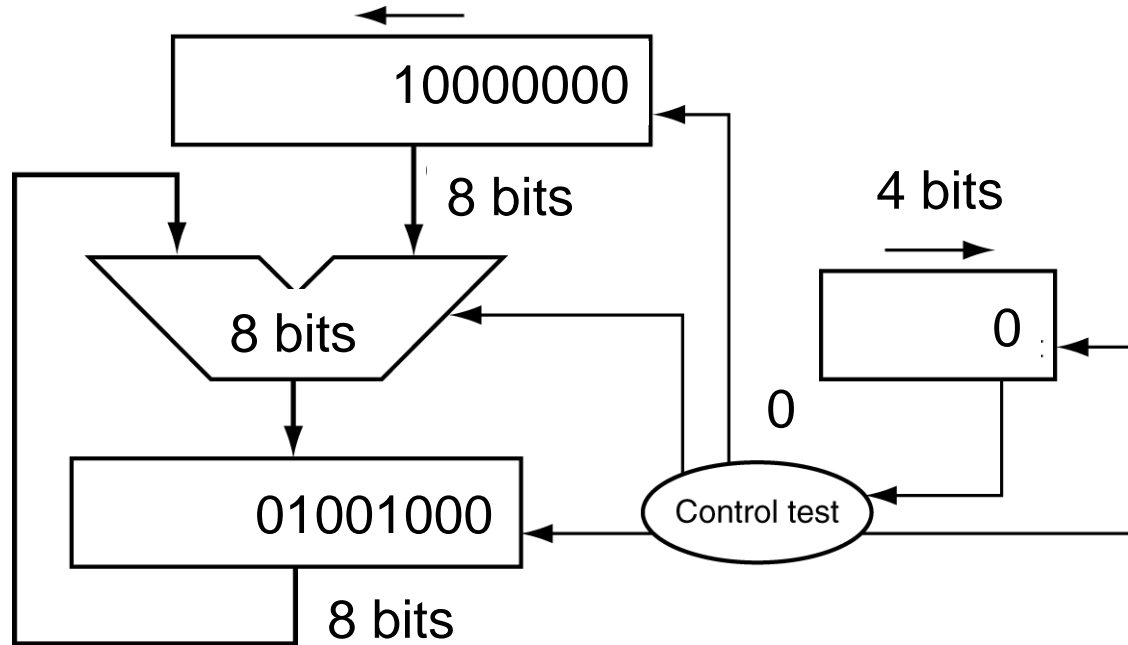 10000000
8 bits
4 bits
8 bits
0
0
01001000
Control test
8 bits